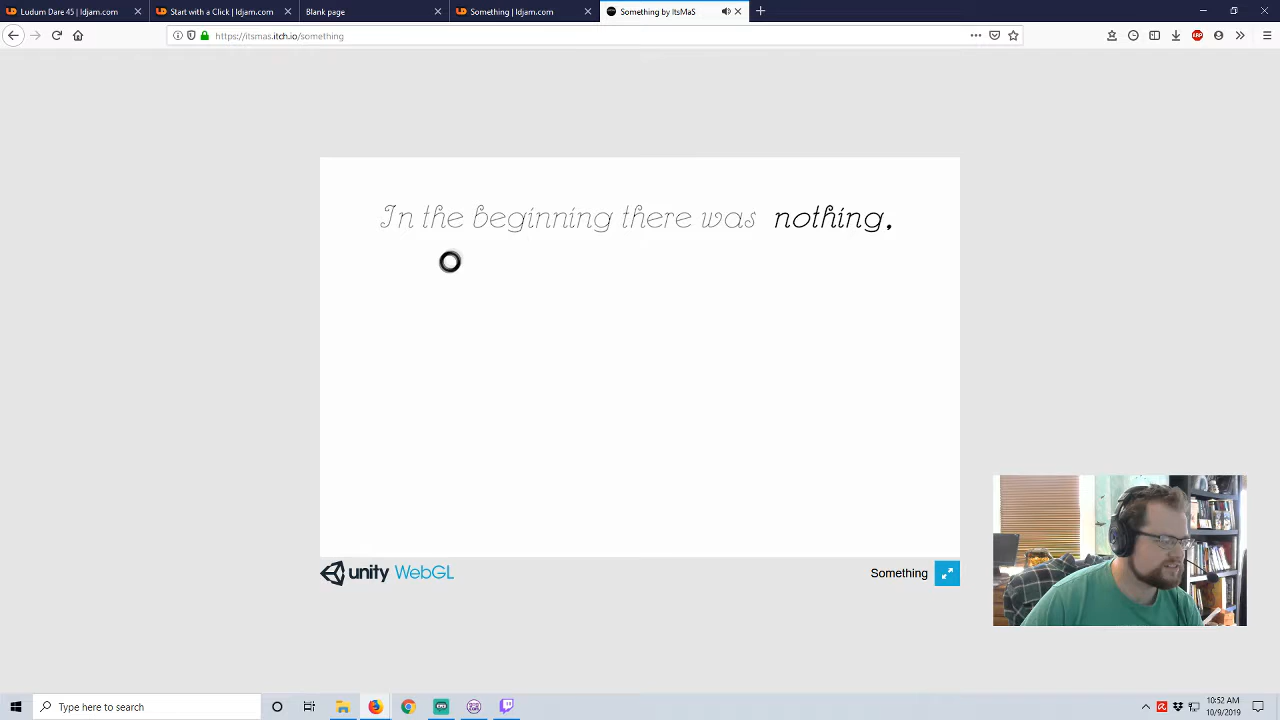 Ludum Dare 45 | ldjam.com
Start with a Click | ldjam.com
Blank page
Something | ldjam.com
Something by ItsMaS
https://itsmas.itch.io/something
In the beginning there was nothing,
unity WebGL
Something
Type here to search
10:52 AM
10/9/2019